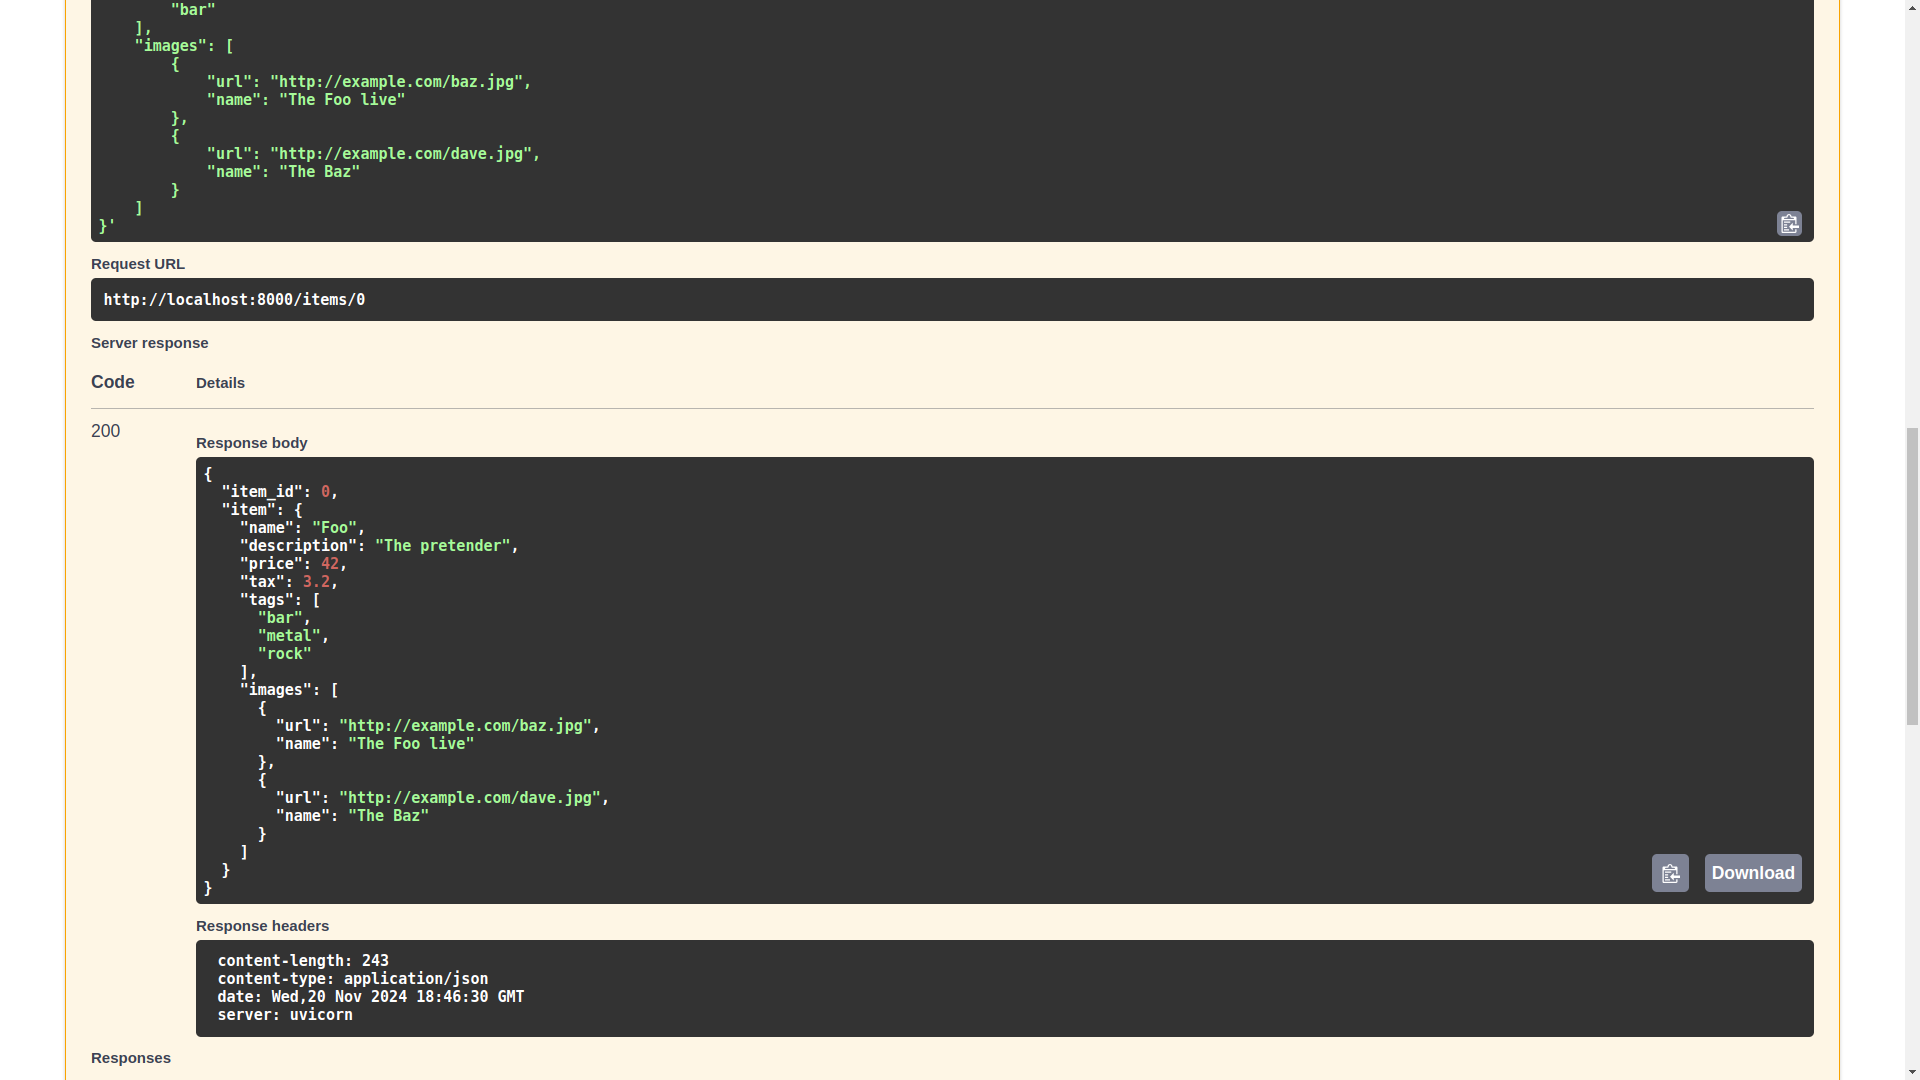 "bar"
],
"images": [
{
"url": "http://example.com/baz.jpg",
"name": "The Foo live"
},
{
"url": "http://example.com/dave.jpg",
"name": "The Baz"
}
]
}'
Request URL
http://localhost:8000/items/0
Server response
Code Details
200
Response body
{
"item_id": 0,
"item": {
"name": "Foo",
"description": "The pretender",
"price": 42,
"tax": 3.2,
"tags": [
"bar",
"metal",
"rock"
],
"images": [
{
"url": "http://example.com/baz.jpg",
"name": "The Foo live"
},
{
"url": "http://example.com/dave.jpg",
"name": "The Baz"
}
]
}
}
Download
Response headers
content-length: 243
content-type: application/json
date: Wed,20 Nov 2024 18:46:30 GMT
server: uvicorn
Responses